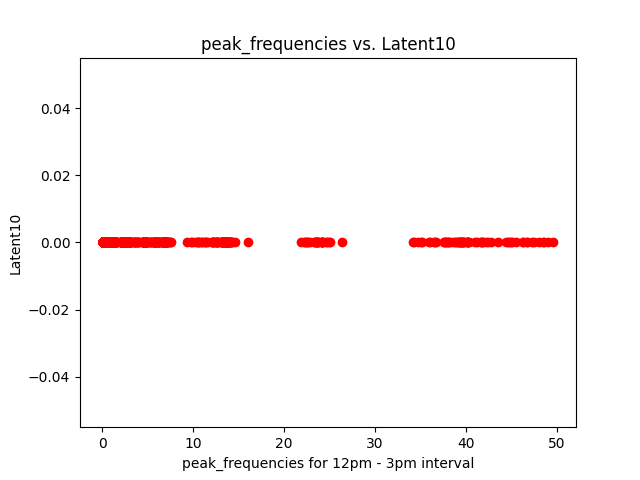 peak_frequencies vs. Latent10
0.04
0.02
0.00
−0.02
−0.04
Latent10
0 10 20 30 40 50
peak_frequencies for 12pm - 3pm interval